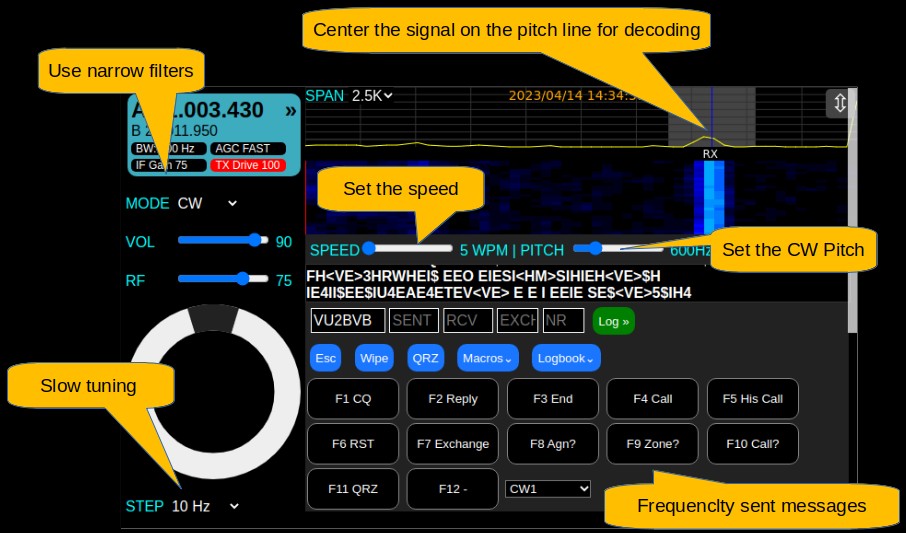 Center the signal on the pitch line for decoding
Use narrow filters
.003.430 »
B 2 11.950
BW: 00 Hz AGC FAST
IF Gain 75 TX Drive 100
SPAN 2.5K
2023/04/14 14:34:
RX
MODE CW
VOL 90
RF 75
Set the speed
SPEED 5 WPM | PITCH 600Hz
Set the CW Pitch
FH<VE>3HRWHEI$ EEO EIESI<HM>SIHIEH<VE>$H
IE4II$EE$IU4EAE4ETEV<VE> E E I EEIE SE$<VE>5$IH4
VU2BVB SENT RCV EXCH NR Log »
Esc Wipe QRZ Macros Logbook
Slow tuning
F1 CQ F2 Reply F3 End F4 Call F5 His Call
F6 RST F7 Exchange F8 Agn? F9 Zone? F10 Call?
F11 QRZ F12 - CW1
STEP 10 Hz
Frequenclty sent messages